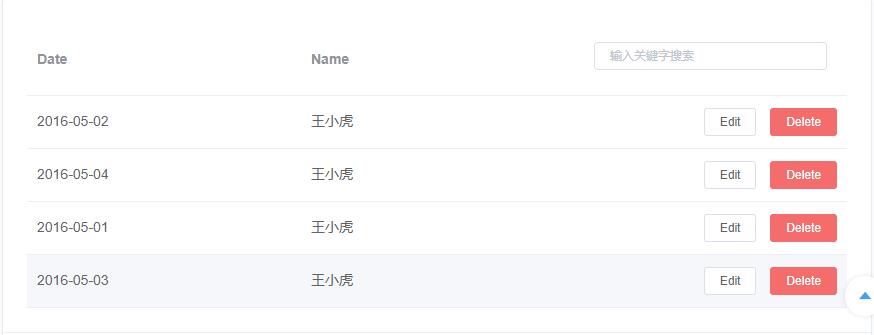 Date Name 输入关键字搜索
2016-05-02 王小虎 Edit Delete
2016-05-04 王小虎 Edit Delete
2016-05-01 王小虎 Edit Delete
2016-05-03 王小虎 Edit Delete